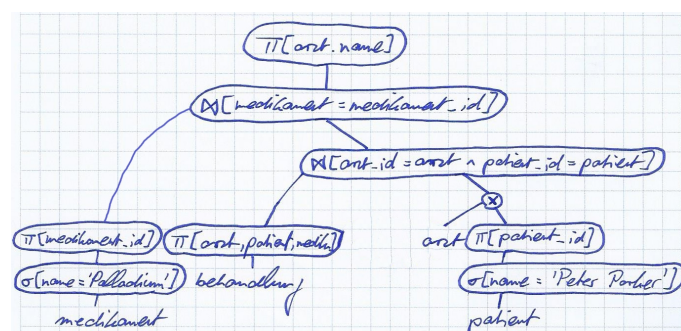 π[arzt.name]
⋈[medikament = medikament_id]
⋈[arzt_id = arzt ∧ patient_id = patient]
×
π[medikament_id] π[arzt, patient, medik.] arzt π[patient_id]
σ[name = 'Palladium'] behandlung σ[name = 'Peter Parker']
medikament patient